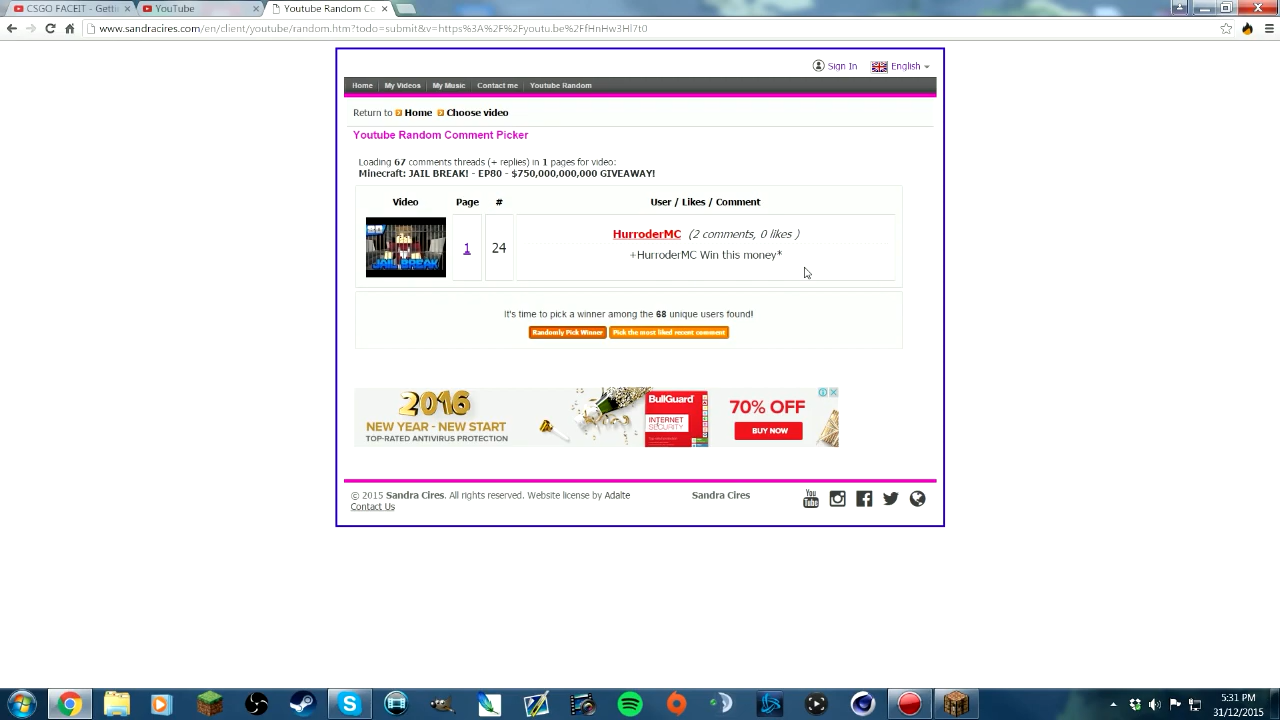 CSGO FACEIT - Getti
YouTube
Youtube Random Co
www.sandracires.com/en/client/youtube/random.htm?todo=submit&v=https%3A%2F%2Fyoutu.be%2FfHnHw3Hl7t0
Sign In
English
Home
My Videos
My Music
Contact me
Youtube Random
Return to Home Choose video
Youtube Random Comment Picker
Loading 67 comments threads (+ replies) in 1 pages for video:
Minecraft: JAIL BREAK! - EP80 - $750,000,000,000 GIVEAWAY!
Video
Page
#
User / Likes / Comment
80
JAIL BREAK
1
24
HurroderMC (2 comments, 0 likes )
+HurroderMC Win this money*
It's time to pick a winner among the 68 unique users found!
Randomly Pick Winner
Pick the most liked recent comment
2016
NEW YEAR - NEW START
TOP-RATED ANTIVIRUS PROTECTION
BullGuard
INTERNET
SECURITY
70% OFF
BUY NOW
© 2015 Sandra Cires. All rights reserved. Website license by Adalte
Contact Us
Sandra Cires
You
Tube
5:31 PM
31/12/2015